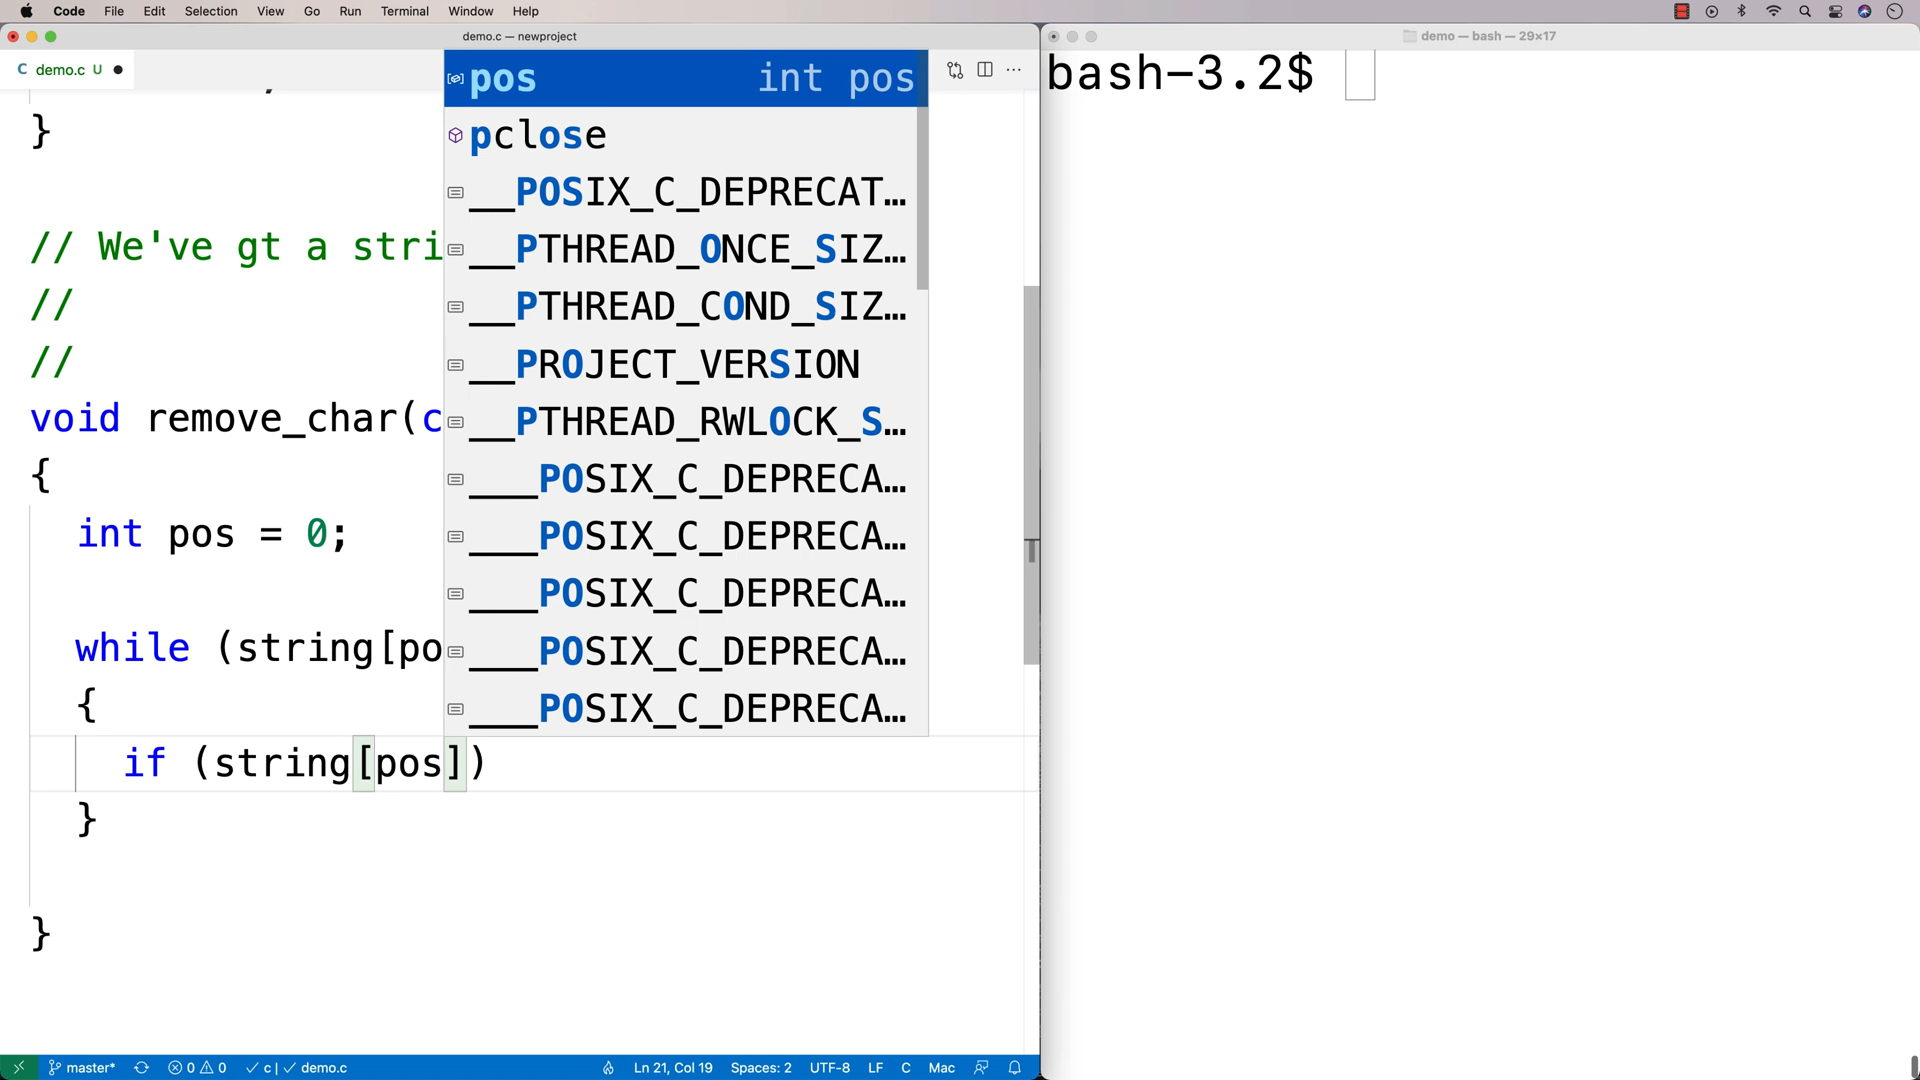 Code File Edit Selection View Go Run Terminal Window Help
demo.c — newproject
C demo.c U
}
// We've gt a stri
//
//
void remove_char(c
{
int pos = 0;
while (string[po
{
if (string[pos])
}
}
pos int pos
pclose
__POSIX_C_DEPRECAT…
__PTHREAD_ONCE_SIZ…
__PTHREAD_COND_SIZ…
__PROJECT_VERSION
__PTHREAD_RWLOCK_S…
___POSIX_C_DEPRECA…
___POSIX_C_DEPRECA…
___POSIX_C_DEPRECA…
___POSIX_C_DEPRECA…
___POSIX_C_DEPRECA…
master* 0 0 c | demo.c Ln 21, Col 19 Spaces: 2 UTF-8 LF C Mac
demo — bash — 29×17
bash-3.2$